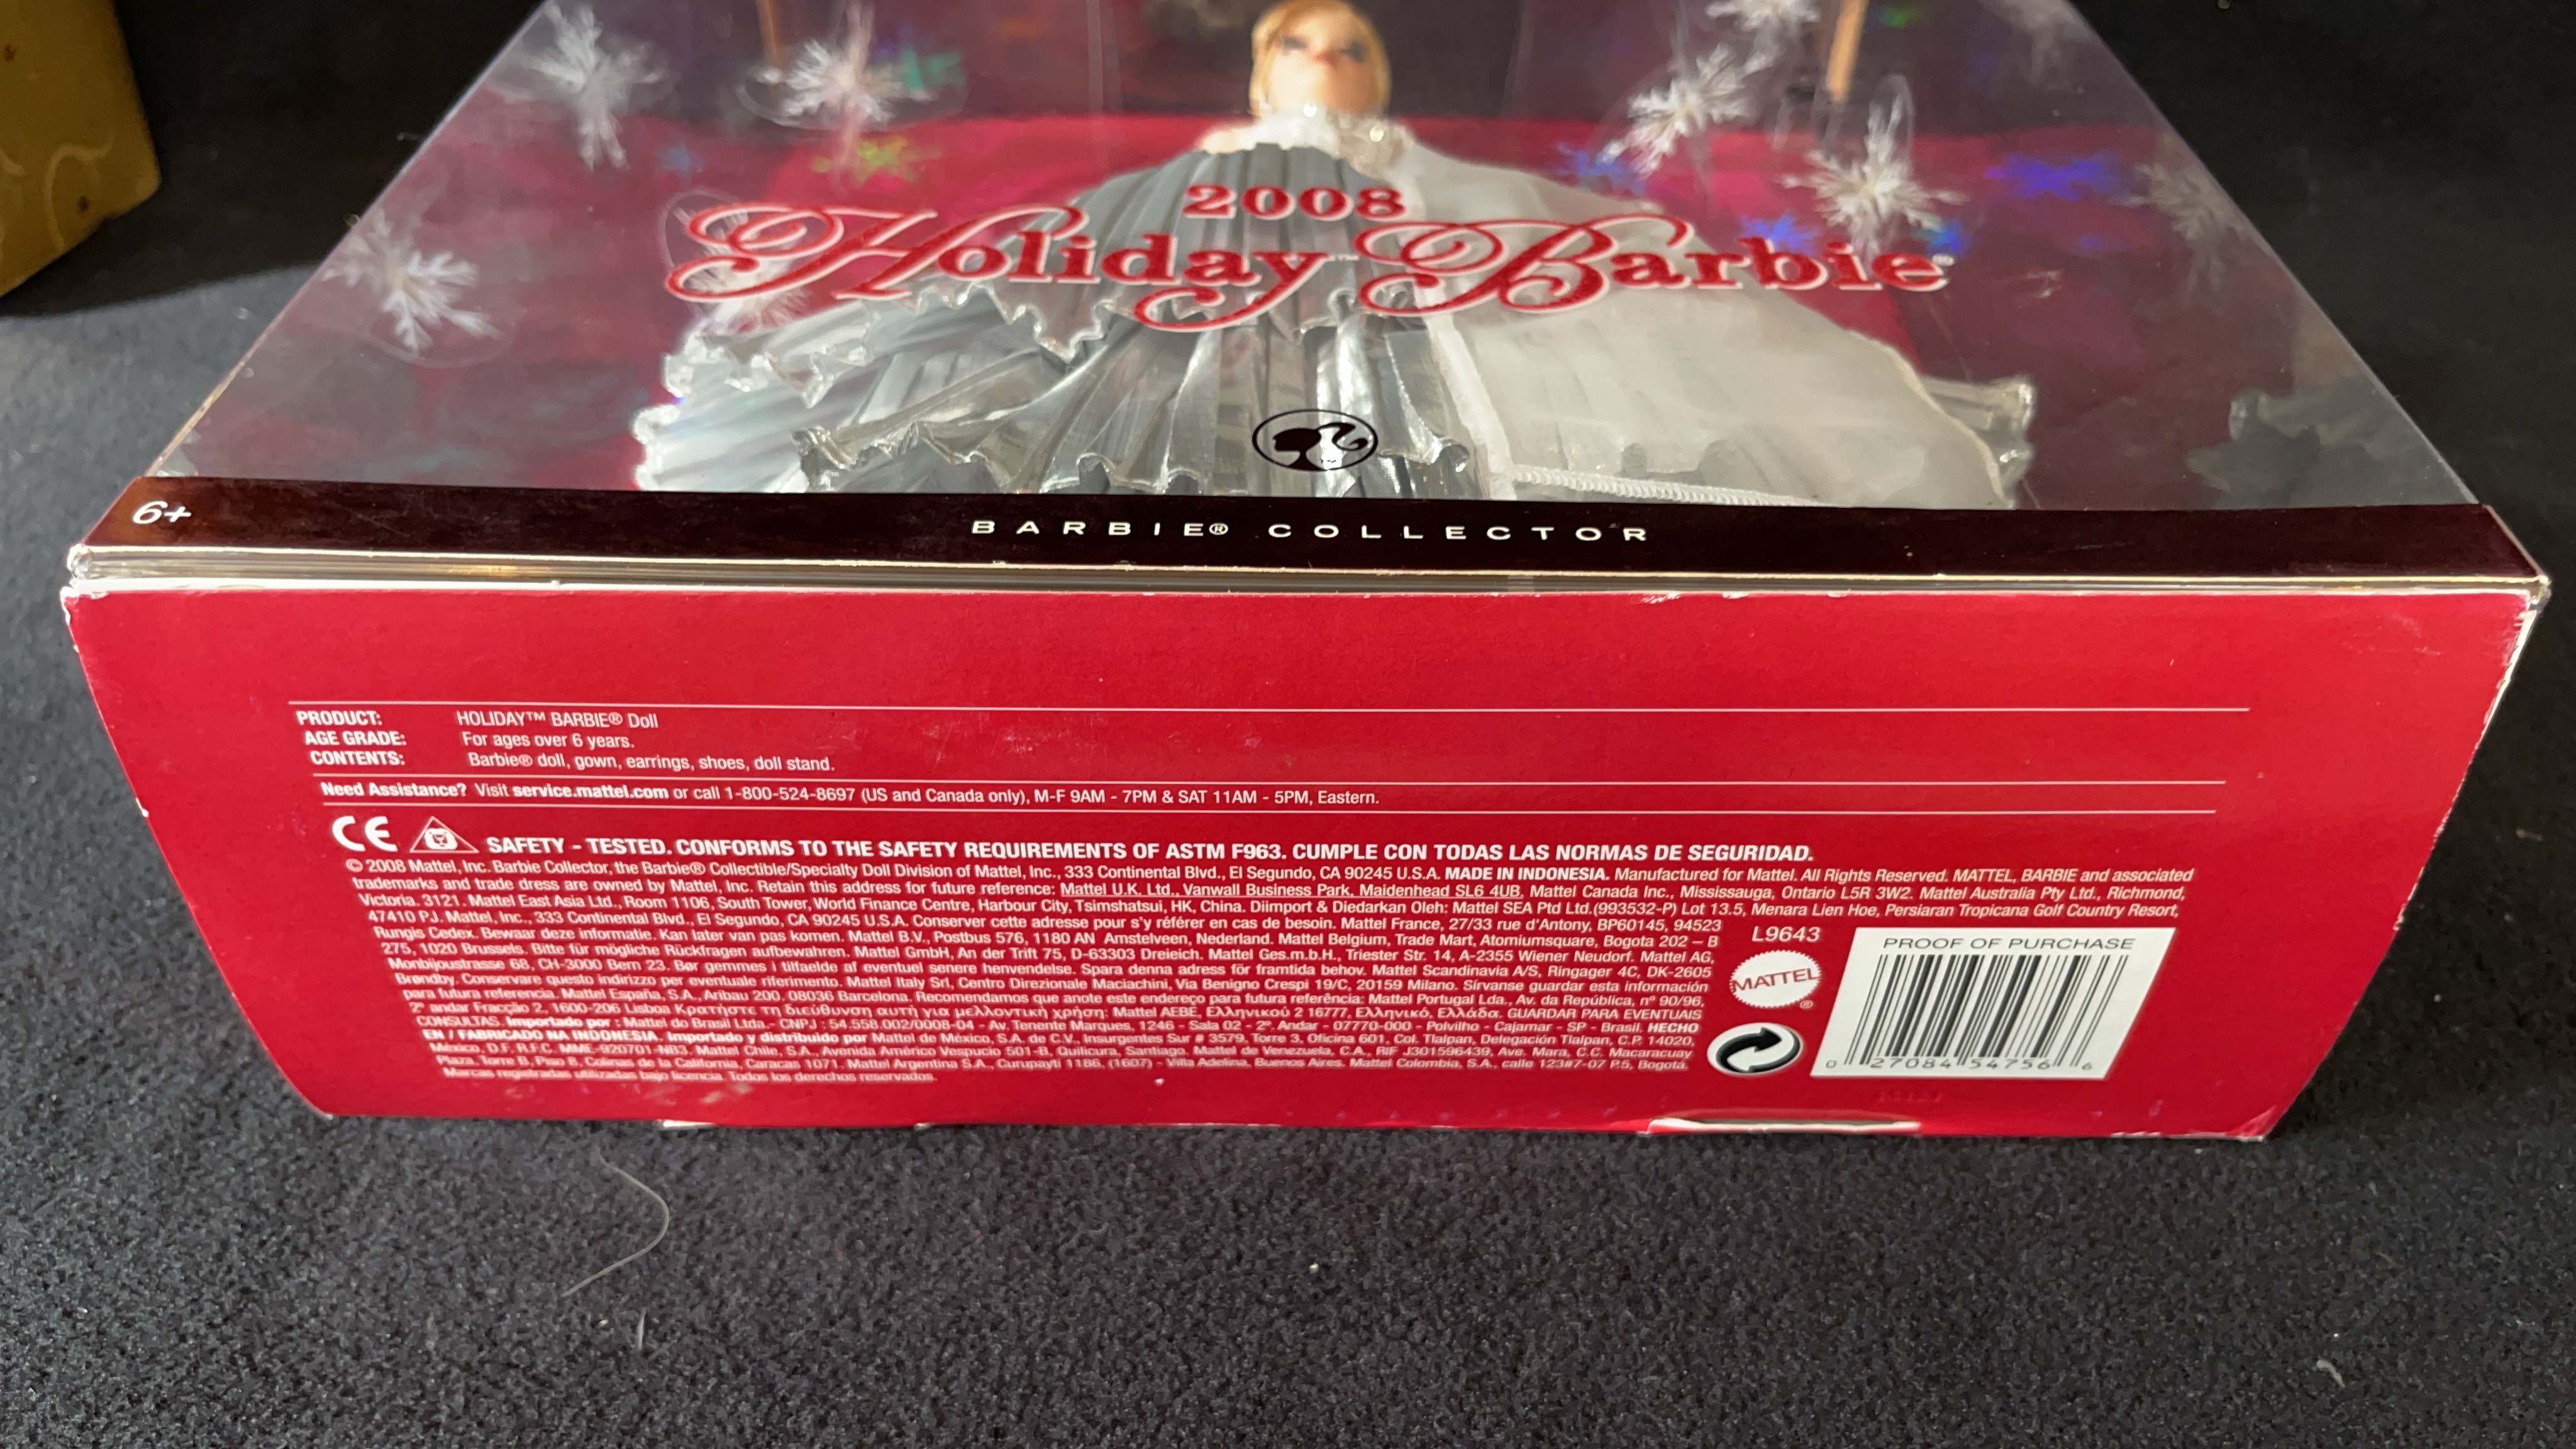 2008
Holiday™ Barbie®
6+
BARBIE® COLLECTOR
PRODUCT: HOLIDAY™ BARBIE® Doll
AGE GRADE: For ages over 6 years.
CONTENTS: Barbie® doll, gown, earrings, shoes, doll stand.
Need Assistance? Visit service.mattel.com or call 1-800-524-8697 (US and Canada only), M-F 9AM - 7PM & SAT 11AM - 5PM, Eastern.
CE SAFETY - TESTED. CONFORMS TO THE SAFETY REQUIREMENTS OF ASTM F963. CUMPLE CON TODAS LAS NORMAS DE SEGURIDAD.
© 2008 Mattel, Inc. Barbie Collector, the Barbie® Collectible/Specialty Doll Division of Mattel, Inc., 333 Continental Blvd., El Segundo, CA 90245 U.S.A. MADE IN INDONESIA. Manufactured for Mattel. All Rights Reserved. MATTEL, BARBIE and associated
trademarks and trade dress are owned by Mattel, Inc. Retain this address for future reference: Mattel U.K. Ltd., Vanwall Business Park, Maidenhead SL6 4UB. Mattel Canada Inc., Mississauga, Ontario L5R 3W2. Mattel Australia Pty Ltd., Richmond,
Victoria. 3121. Mattel East Asia Ltd., Room 1106, South Tower, World Finance Centre, Harbour City, Tsimshatsui, HK, China. Diimport & Diedarkan Oleh: Mattel SEA Ptd Ltd.(993532-P) Lot 13.5, Menara Lien Hoe, Persiaran Tropicana Golf Country Resort,
47410 PJ. Mattel, Inc., 333 Continental Blvd., El Segundo, CA 90245 U.S.A. Conserver cette adresse pour s'y référer en cas de besoin. Mattel France, 27/33 rue d'Antony, BP60145, 94523
Rungis Cedex. Bewaar deze informatie. Kan later van pas komen. Mattel B.V., Postbus 576, 1180 AN Amstelveen, Nederland. Mattel Belgium, Trade Mart, Atomiumsquare, Bogota 202 – B
275, 1020 Brussels. Bitte für mögliche Rückfragen aufbewahren. Mattel GmbH, An der Trift 75, D-63303 Dreieich. Mattel Ges.m.b.H., Triester Str. 14, A-2355 Wiener Neudorf. Mattel AG,
Monbijoustrasse 68, CH-3000 Bern 23. Bør gemmes i tilfaelde af eventuel senere henvendelse. Spara denna adress för framtida behov. Mattel Scandinavia A/S, Ringager 4C, DK-2605
Brøndby. Conservare questo indirizzo per eventuale riferimento. Mattel Italy Srl, Centro Direzionale Maciachini, Via Benigno Crespi 19/C, 20159 Milano. Sírvanse guardar esta información
para futura referencia. Mattel España, S.A., Aribau 200. 08036 Barcelona. Recomendamos que anote este endereço para futura referência: Mattel Portugal Lda., Av. da República, nº 90/96,
2º andar Fracção 2, 1600-206 Lisboa Κρατήστε τη διεύθυνση αυτή για μελλοντική χρήση: Mattel AEBE, Ελληνικού 2 16777, Ελληνικό, Ελλάδα. GUARDAR PARA EVENTUAIS
CONSULTAS. Importado por : Mattel do Brasil Ltda.- CNPJ : 54.558.002/0008-04 - Av. Tenente Marques, 1246 - Sala 02 - 2º. Andar - 07770-000 - Polvilho - Cajamar - SP - Brasil. HECHO
EN / FABRICADO NA INDONESIA. Importado y distribuido por Mattel de México, S.A. de C.V., Insurgentes Sur # 3579, Torre 3, Oficina 601, Col. Tlalpan, Delegación Tlalpan, C.P. 14020,
México, D.F. R.F.C. MME-920701-NB3. Mattel Chile, S.A., Avenida Américo Vespucio 501-B, Quilicura, Santiago. Mattel de Venezuela, C.A., RIF J301596439, Ave. Mara, C.C. Macaracuay
Plaza, Torre B, Piso 8, Colinas de la California, Caracas 1071. Mattel Argentina S.A., Curupaytí 1186, (1607) - Villa Adelina, Buenos Aires. Mattel Colombia, S.A., calle 123#7-07 P.5, Bogotá.
Marcas registradas utilizadas bajo licencia. Todos los derechos reservados.
L9643
MATTEL®
PROOF OF PURCHASE
0 27084 54756 6